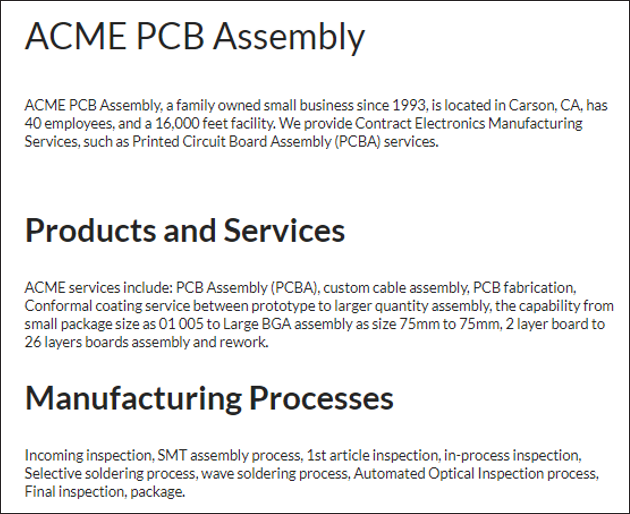 ACME PCB Assembly
ACME PCB Assembly, a family owned small business since 1993, is located in Carson, CA, has
40 employees, and a 16,000 feet facility. We provide Contract Electronics Manufacturing
Services, such as Printed Circuit Board Assembly (PCBA) services.
Products and Services
ACME services include: PCB Assembly (PCBA), custom cable assembly, PCB fabrication,
Conformal coating service between prototype to larger quantity assembly, the capability from
small package size as 01 005 to Large BGA assembly as size 75mm to 75mm, 2 layer board to
26 layers boards assembly and rework.
Manufacturing Processes
Incoming inspection, SMT assembly process, 1st article inspection, in-process inspection,
Selective soldering process, wave soldering process, Automated Optical Inspection process,
Final inspection, package.